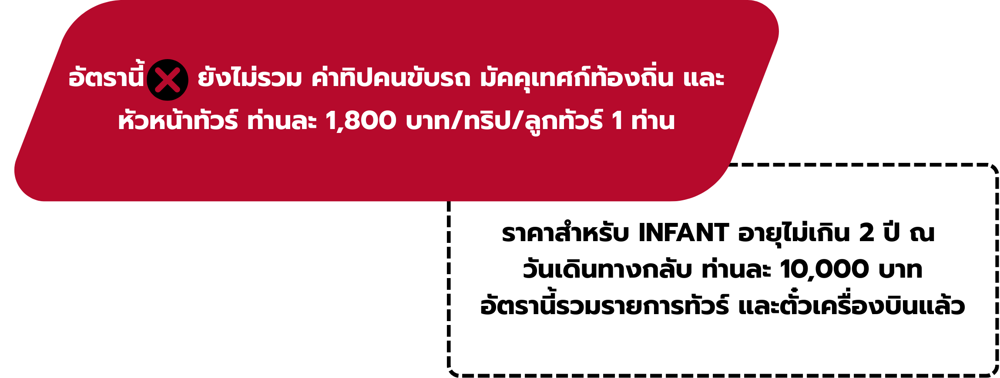 อัตรานี้ ยังไม่รวม ค่าทิปคนขับรถ มัคคุเทศก์ท้องถิ่น และ
หัวหน้าทัวร์ ท่านละ 1,800 บาท/ทริป/ลูกทัวร์ 1 ท่าน
ราคาสำหรับ INFANT อายุไม่เกิน 2 ปี ณ
วันเดินทางกลับ ท่านละ 10,000 บาท
อัตรานี้รวมรายการทัวร์ และตั๋วเครื่องบินแล้ว